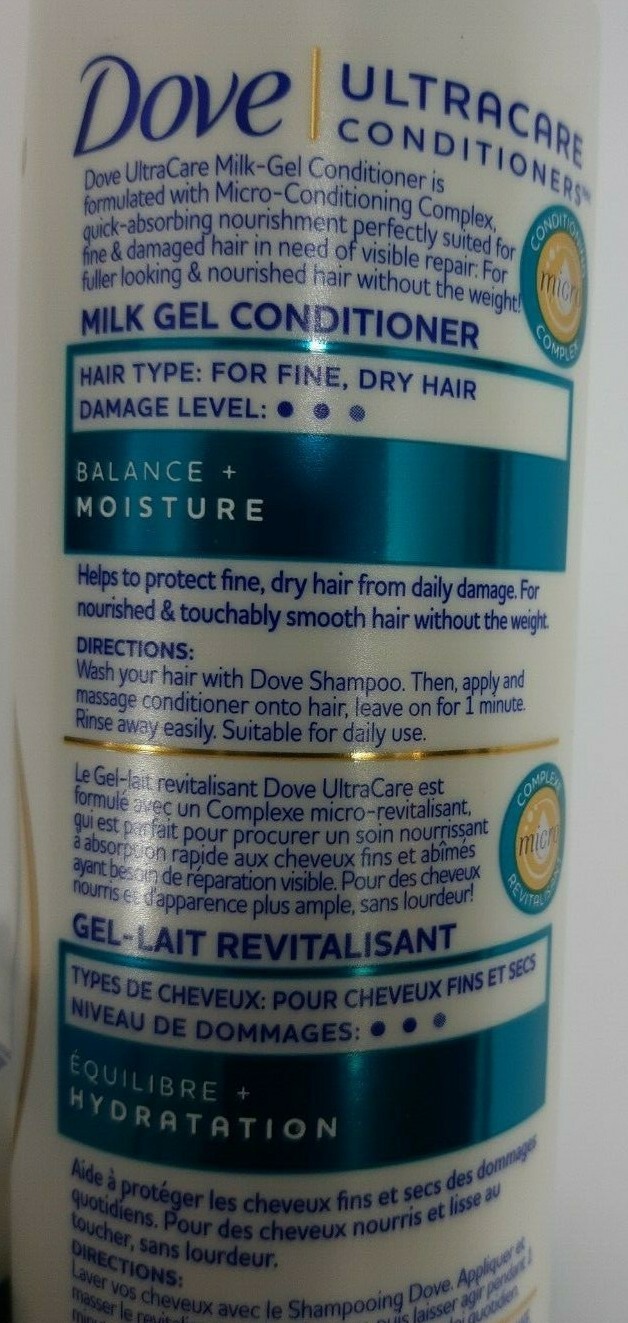 Dove | ULTRACARE
CONDITIONERS
Dove UltraCare Milk-Gel Conditioner is
formulated with Micro-Conditioning Complex,
quick-absorbing nourishment perfectly suited for
fine & damaged hair in need of visible repair. For
fuller looking & nourished hair without the weight!
CONDITIONING
micro
COMPLEX
MILK GEL CONDITIONER
HAIR TYPE: FOR FINE, DRY HAIR
DAMAGE LEVEL:
BALANCE +
MOISTURE
Helps to protect fine, dry hair from daily damage. For
nourished & touchably smooth hair without the weight.
DIRECTIONS:
Wash your hair with Dove Shampoo. Then, apply and
massage conditioner onto hair, leave on for 1 minute.
Rinse away easily. Suitable for daily use.
Le Gel-lait revitalisant Dove UltraCare est
formulé avec un Complexe micro-revitalisant,
qui est parfait pour procurer un soin nourrissant
à absorption rapide aux cheveux fins et abîmés
ayant besoin de réparation visible. Pour des cheveux
nourris et d'apparence plus ample, sans lourdeur!
COMPLEXE
micro
REVITALISANT
GEL-LAIT REVITALISANT
TYPES DE CHEVEUX: POUR CHEVEUX FINS ET SECS
NIVEAU DE DOMMAGES:
ÉQUILIBRE +
HYDRATATION
Aide à protéger les cheveux fins et secs des dommages
quotidiens. Pour des cheveux nourris et lisse au
toucher, sans lourdeur.
DIRECTIONS:
Laver vos cheveux avec le Shampooing Dove. Appliquer et
masser le laisser agir pendant
quotidien.